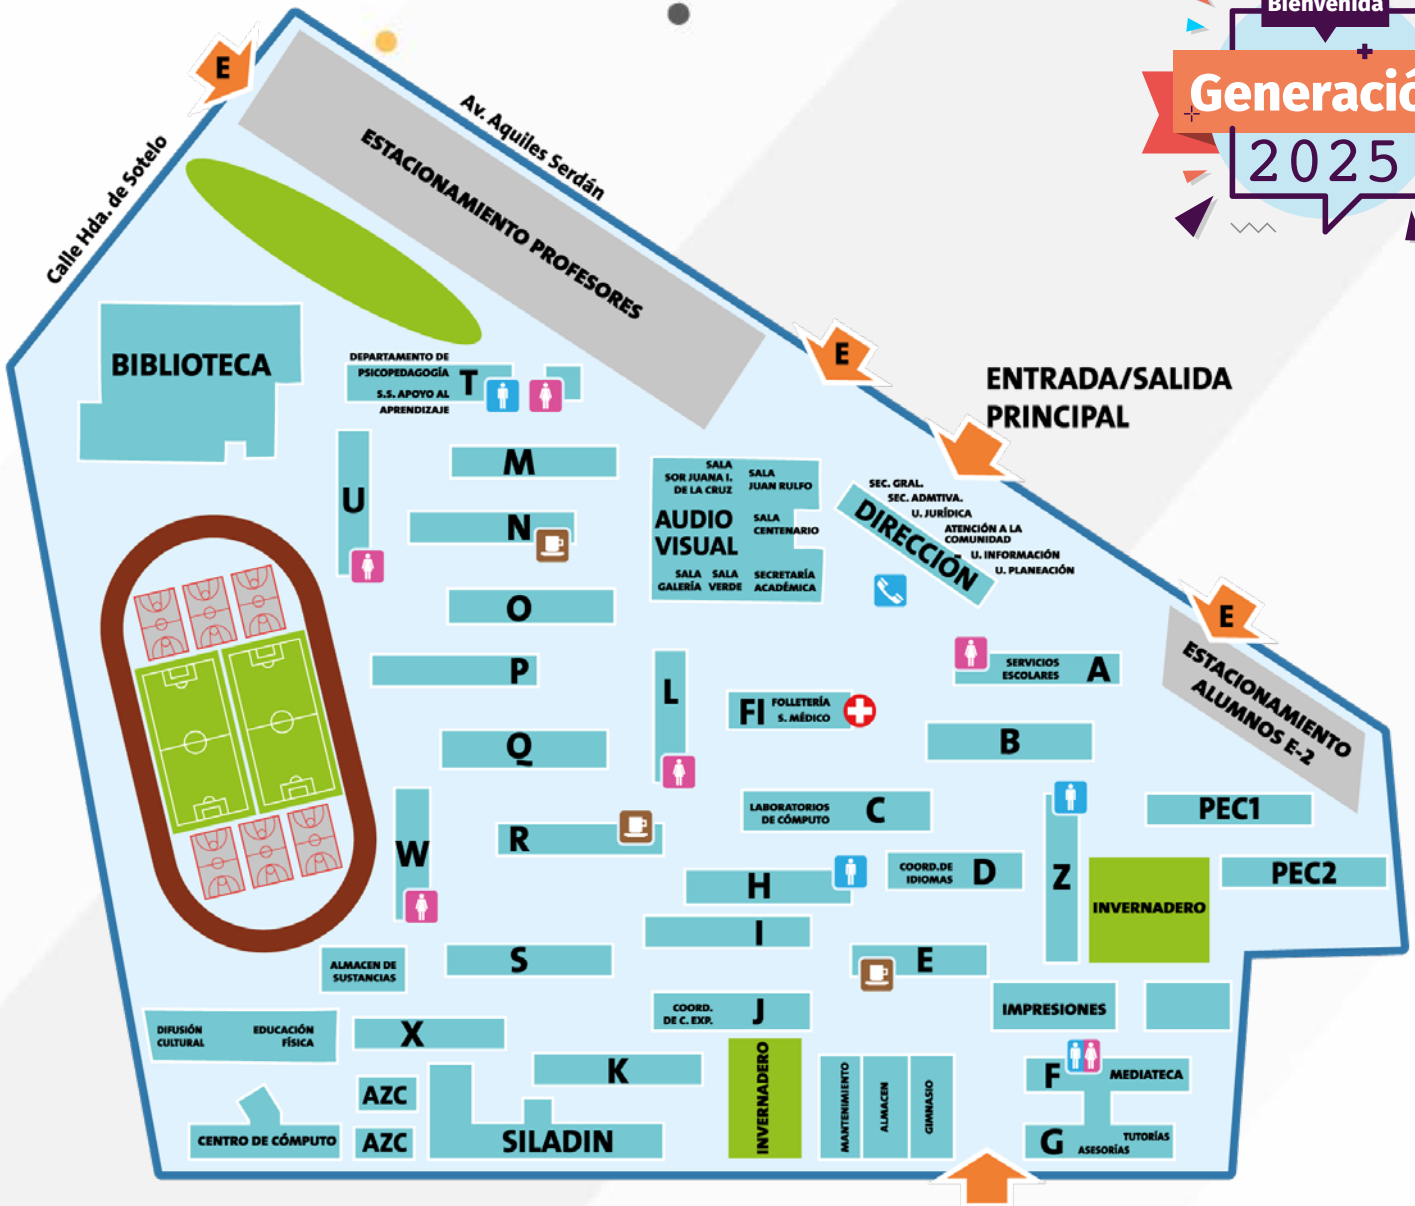 Bienvenida
Generació
2025
E
Calle Hda. de Sotelo
Av. Aquiles Serdán
ESTACIONAMIENTO PROFESORES
E
ENTRADA/SALIDA
PRINCIPAL
BIBLIOTECA
DEPARTAMENTO DE
PSICOPEDAGOGÍA
S.S. APOYO AL
APRENDIZAJE
T
U
M
N
O
P
Q
R
S
W
X
L
SALA
SOR JUANA I.
DE LA CRUZ
SALA
JUAN RULFO
AUDIO
VISUAL
SALA
CENTENARIO
SALA
GALERÍA
SALA
VERDE
SECRETARÍA
ACADÉMICA
SEC. GRAL.
SEC. ADMTIVA.
U. JURÍDICA
ATENCIÓN A LA
COMUNIDAD
U. INFORMACIÓN
U. PLANEACIÓN
DIRECCIÓN
E
ESTACIONAMIENTO
ALUMNOS E-2
SERVICIOS
ESCOLARES
A
FI
FOLLETERÍA
S. MÉDICO
B
LABORATORIOS
DE CÓMPUTO
C
COORD.DE
IDIOMAS
D
Z
PEC1
PEC2
INVERNADERO
H
I
E
COORD.
DE C. EXP.
J
IMPRESIONES
ALMACEN DE
SUSTANCIAS
DIFUSIÓN
CULTURAL
EDUCACIÓN
FÍSICA
K
AZC
AZC
CENTRO DE CÓMPUTO
SILADIN
INVERNADERO
MANTENIMIENTO
ALMACEN
GIMNASIO
F
MEDIATECA
G
TUTORÍAS
ASESORÍAS